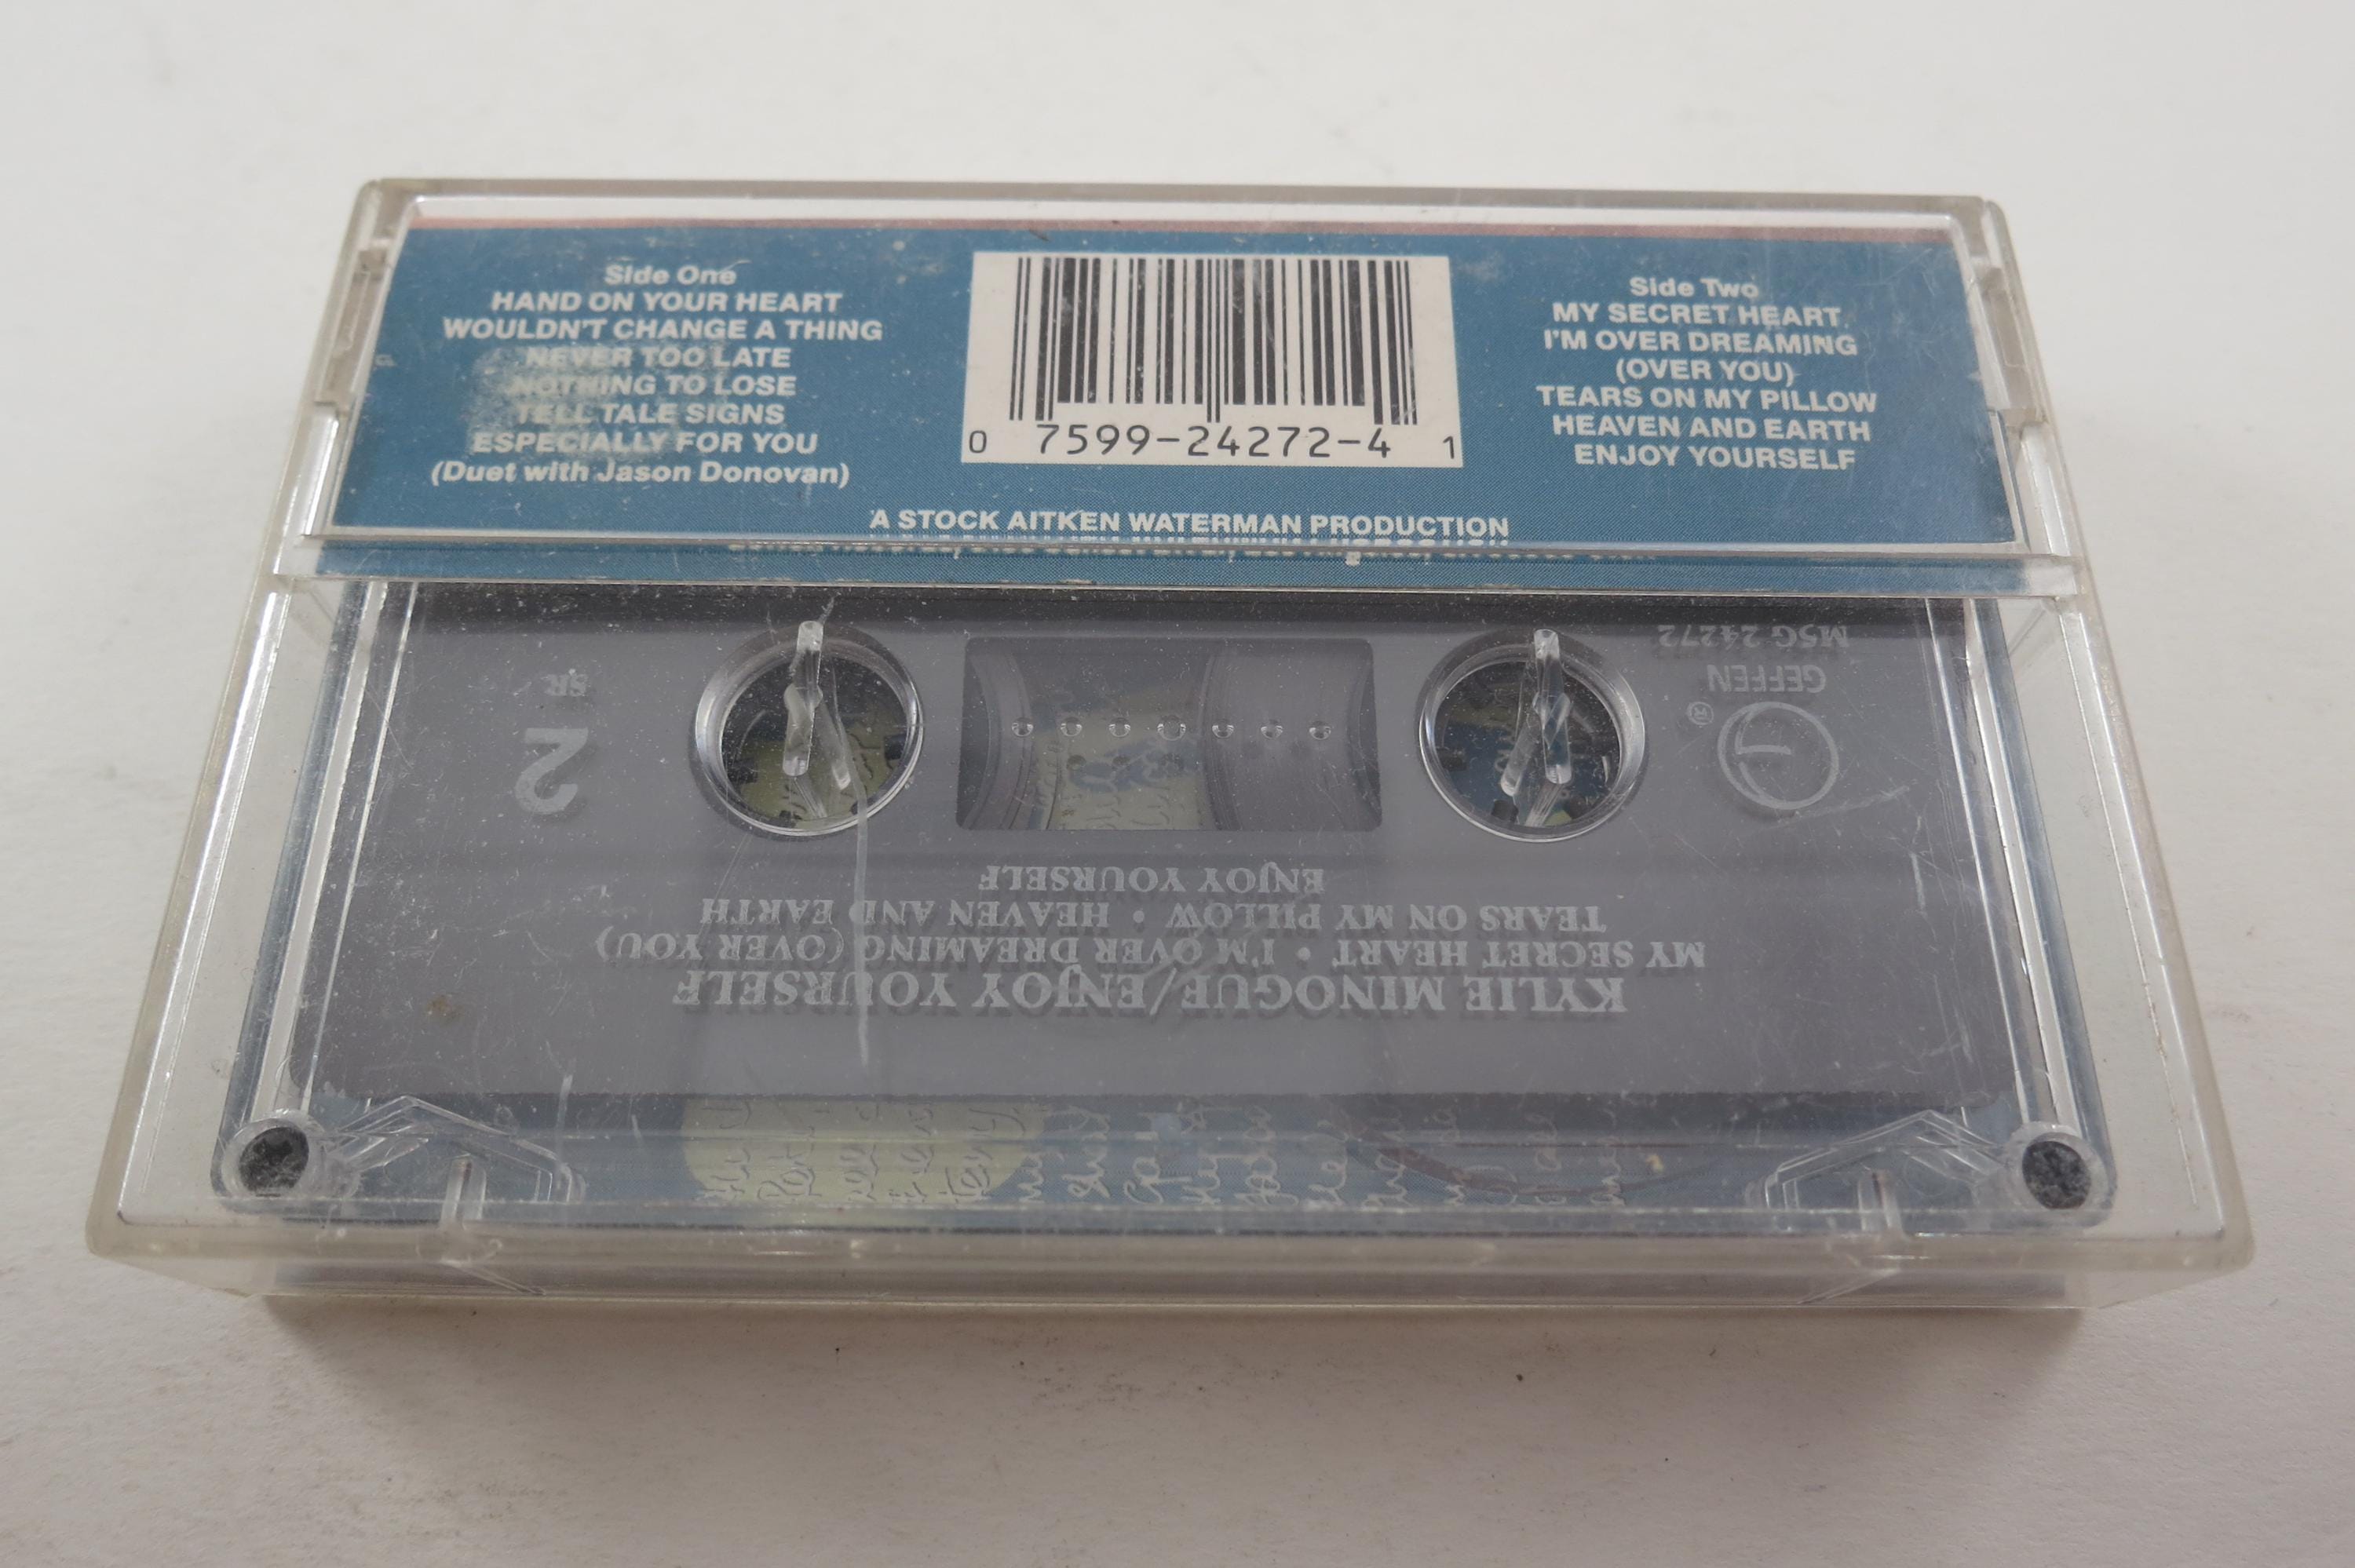 Side One
HAND ON YOUR HEART
WOULDN'T CHANGE A THING
NEVER TOO LATE
NOTHING TO LOSE
TELL TALE SIGNS
ESPECIALLY FOR YOU
(Duet with Jason Donovan)
0 7599-24272-4 1
Side Two
MY SECRET HEART
I'M OVER DREAMING
(OVER YOU)
TEARS ON MY PILLOW
HEAVEN AND EARTH
ENJOY YOURSELF
A STOCK AITKEN WATERMAN PRODUCTION
KYLIE MINOGUE/ENJOY YOURSELF
MY SECRET HEART • I'M OVER DREAMING (OVER YOU)
TEARS ON MY PILLOW • HEAVEN AND EARTH
ENJOY YOURSELF
®
GEFFEN
M5G 24272
2
SR